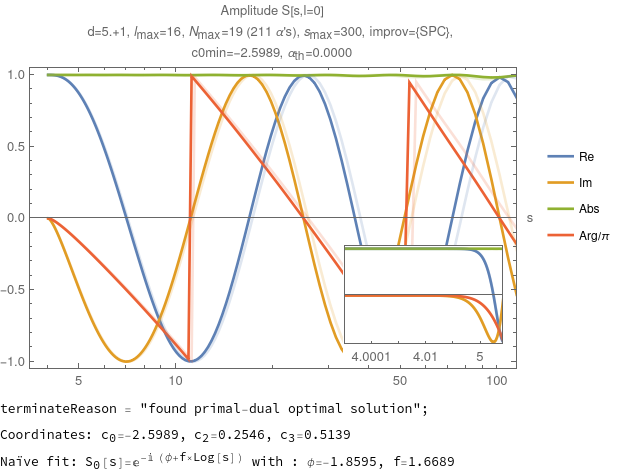 Amplitude S[s,l=0]
d=5.+1, lmax=16, Nmax=19 (211 α's), smax=300, improv={SPC},
c0min=-2.5989, αth=0.0000
1.0
0.5
0.0
-0.5
-1.0
s
Re
Im
Abs
Arg/π
4.0001 4.01 5
5 10 50 100
terminateReason = "found primal-dual optimal solution";
Coordinates: c0=-2.5989, c2=0.2546, c3=0.5139
Naïve fit: S0[s]=e^-i (ϕ+f×Log[s]) with : ϕ=-1.8595, f=1.6689